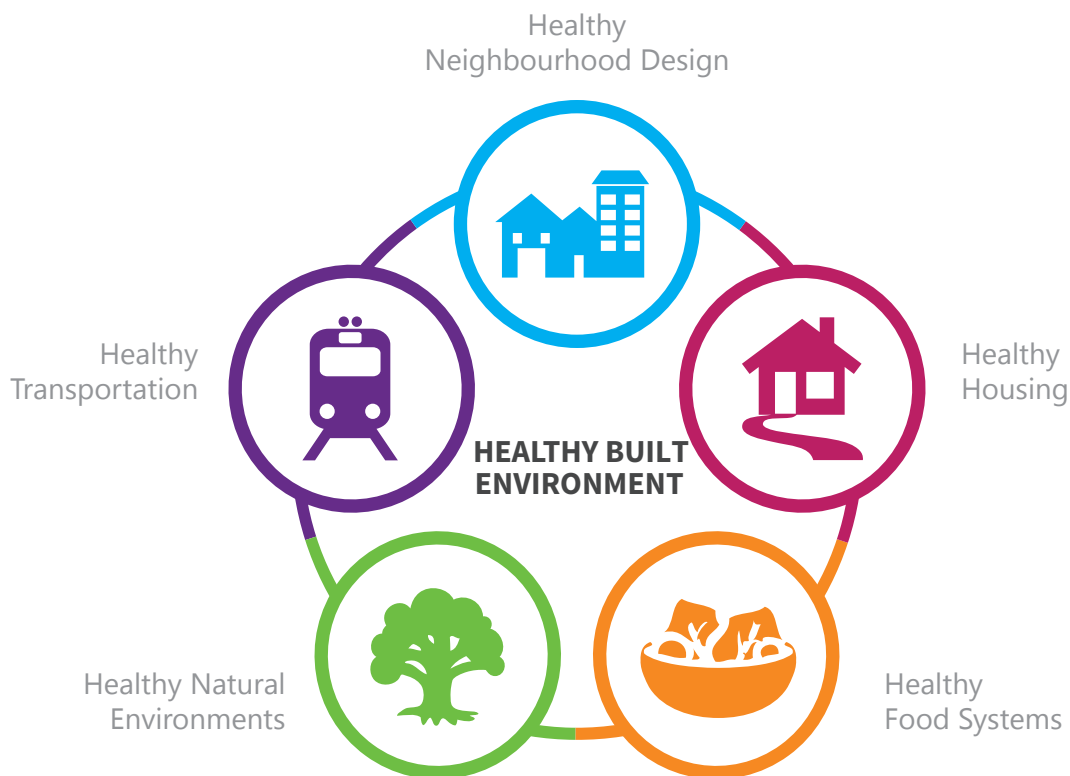 Healthy
Neighbourhood Design
Healthy
Transportation
Healthy
Housing
HEALTHY BUILT
ENVIRONMENT
Healthy Natural
Environments
Healthy
Food Systems